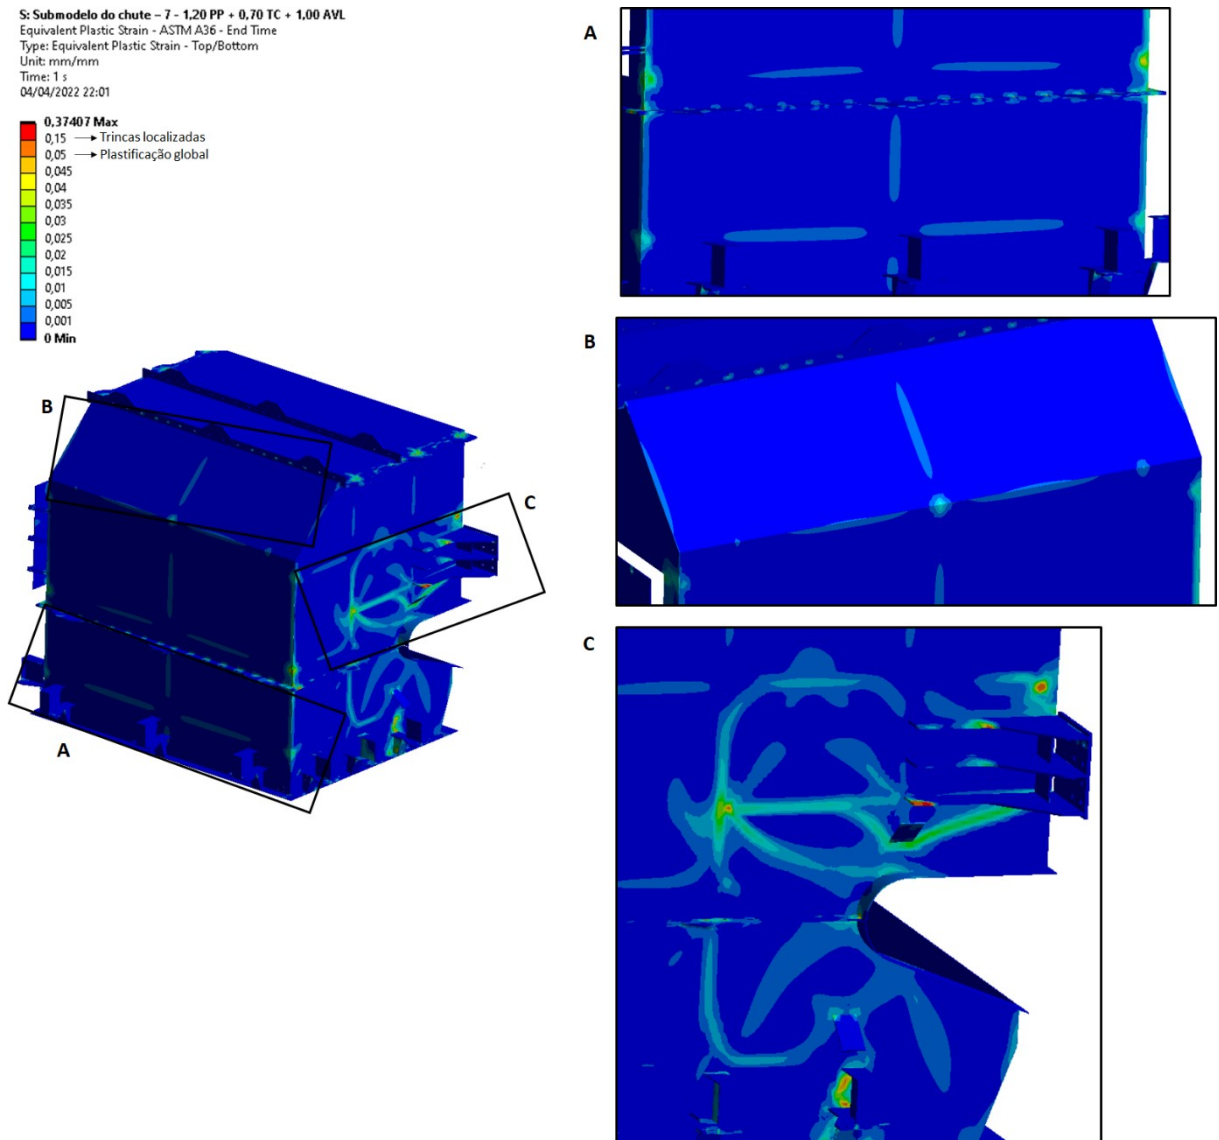 S: Submodelo do chute – 7 - 1,20 PP + 0,70 TC + 1,00 AVL
Equivalent Plastic Strain - ASTM A36 - End Time
Type: Equivalent Plastic Strain - Top/Bottom
Unit: mm/mm
Time: 1 s
04/04/2022 22:01
0,37407 Max
0,15 → Trincas localizadas
0,05 → Plastificação global
0,045
0,04
0,035
0,03
0,025
0,02
0,015
0,01
0,005
0,001
0 Min
B
C
A
A
B
C